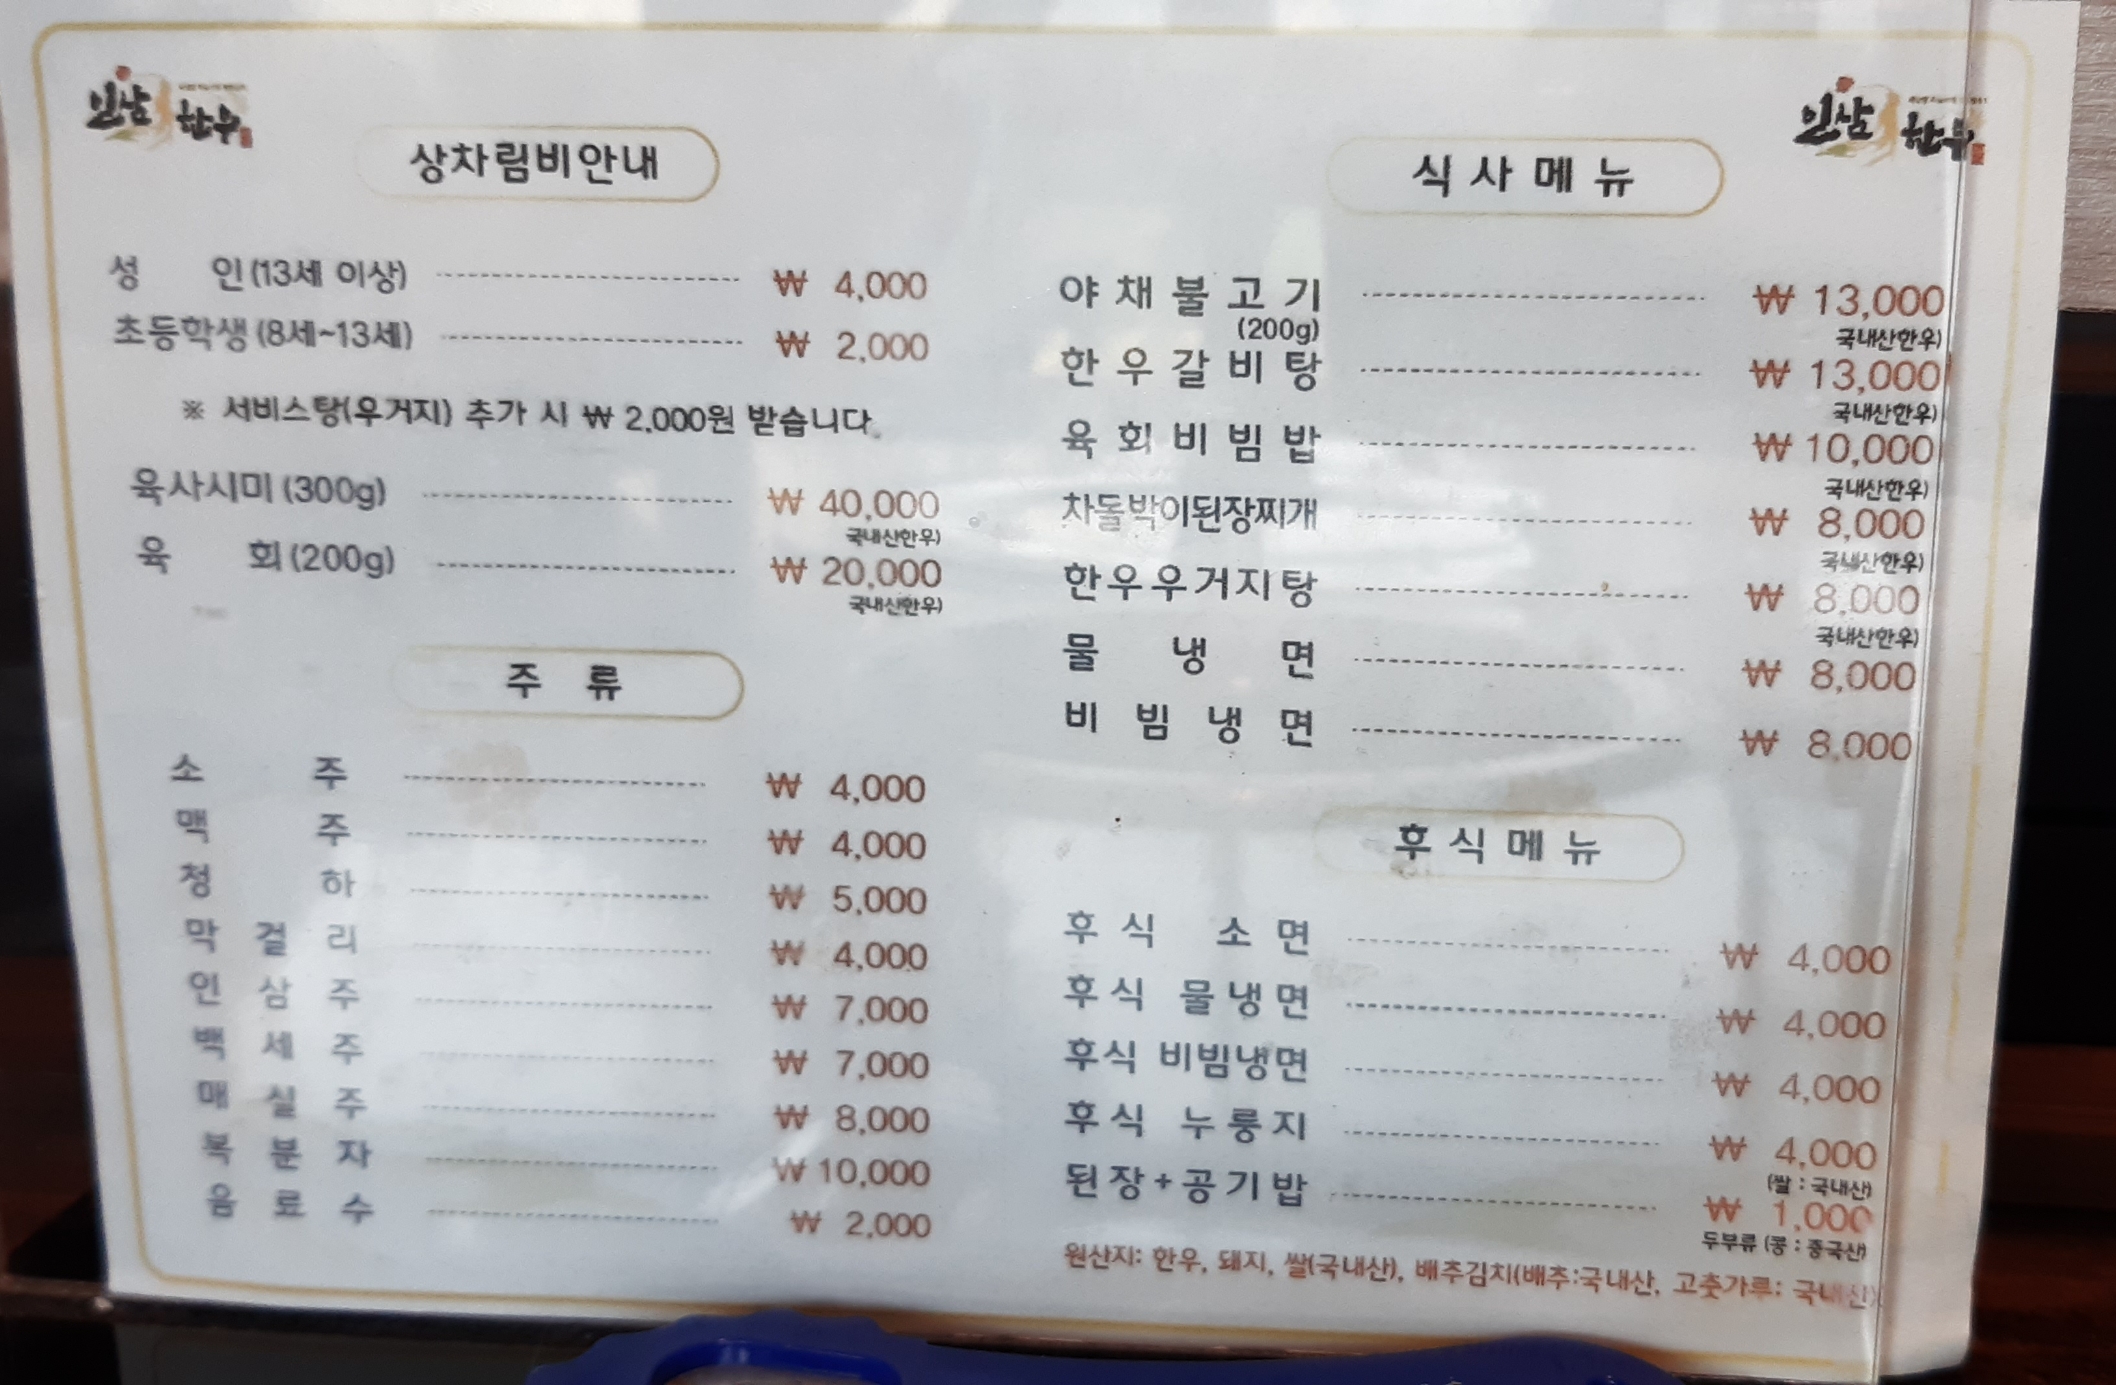 인삼 한우
상차림비안내
성 인(13세 이상) ₩ 4,000
초등학생(8세~13세) ₩ 2,000
※ 서비스탕(우거지) 추가 시 ₩ 2,000원 받습니다.
육사시미(300g) ₩ 40,000
국내산한우)
육 회(200g) ₩ 20,000
국내산한우)
주 류
소 주 ₩ 4,000
맥 주 ₩ 4,000
청 하 ₩ 5,000
막 걸 리 ₩ 4,000
인 삼 주 ₩ 7,000
백 세 주 ₩ 7,000
매 실 주 ₩ 8,000
복 분 자 ₩ 10,000
음 료 수 ₩ 2,000
인삼 한우
식 사 메 뉴
야 채 불 고 기 ₩ 13,000
(200g) 국내산한우)
한 우 갈 비 탕 ₩ 13,000
국내산한우)
육 회 비 빔 밥 ₩ 10,000
국내산한우)
차돌박이된장찌개 ₩ 8,000
국내산한우)
한우우거지탕 ₩ 8,000
국내산한우)
물 냉 면 ₩ 8,000
비 빔 냉 면 ₩ 8,000
후 식 메 뉴
후 식 소 면 ₩ 4,000
후 식 물 냉 면 ₩ 4,000
후식 비빔냉면 ₩ 4,000
후 식 누 룽 지 ₩ 4,000
(쌀 : 국내산)
된장+공기밥 ₩ 1,000
두부류 (콩 : 중국산)
원산지: 한우, 돼지, 쌀(국내산), 배추김치(배추:국내산, 고춧가루: 국내산)